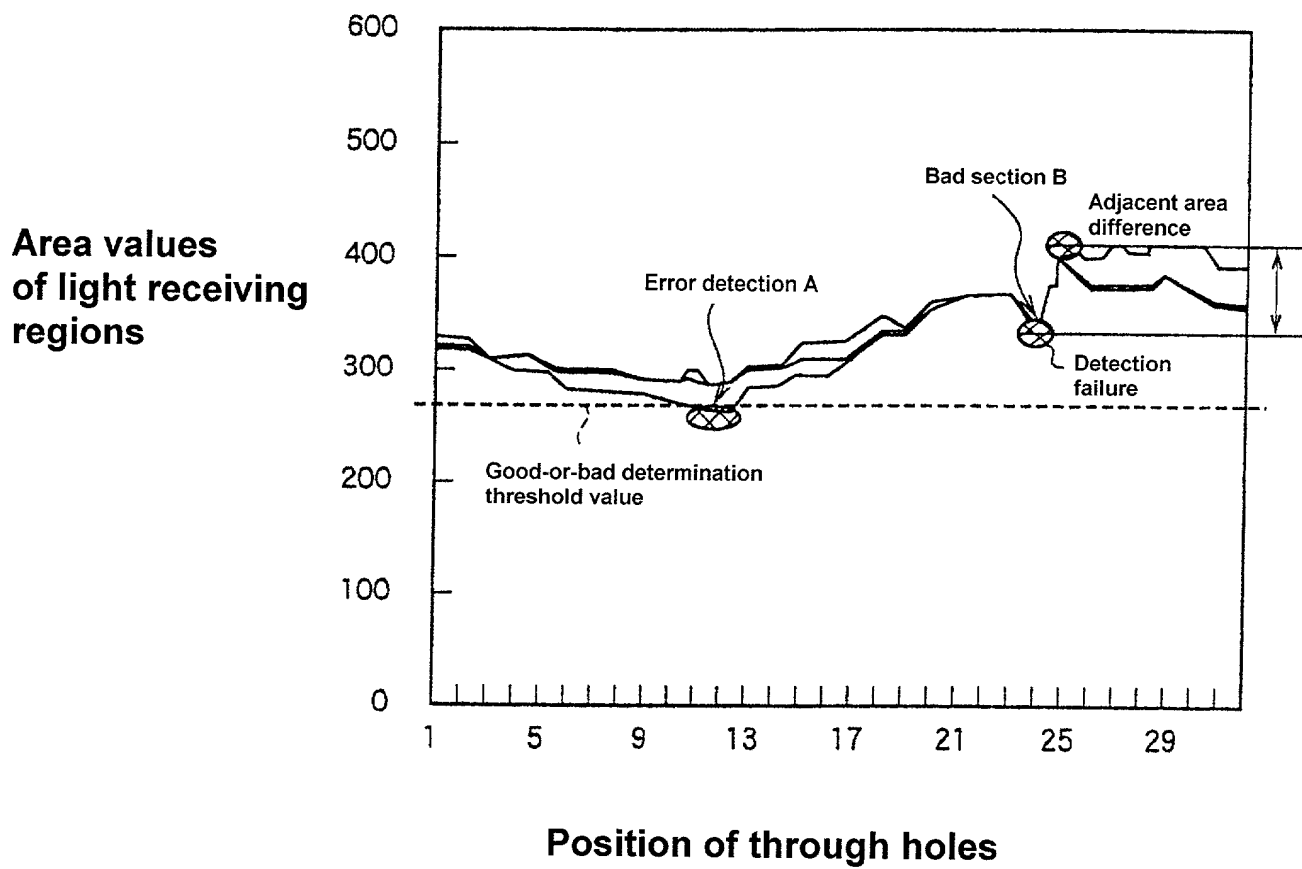 600
500
Bad section B
Adjacent area
difference
Area values
of light receiving
regions
400
Error detection A
300
Detection
failure
Good-or-bad determination
threshold value
200
100
0
1 5 9 13 17 21 25 29
Position of through holes